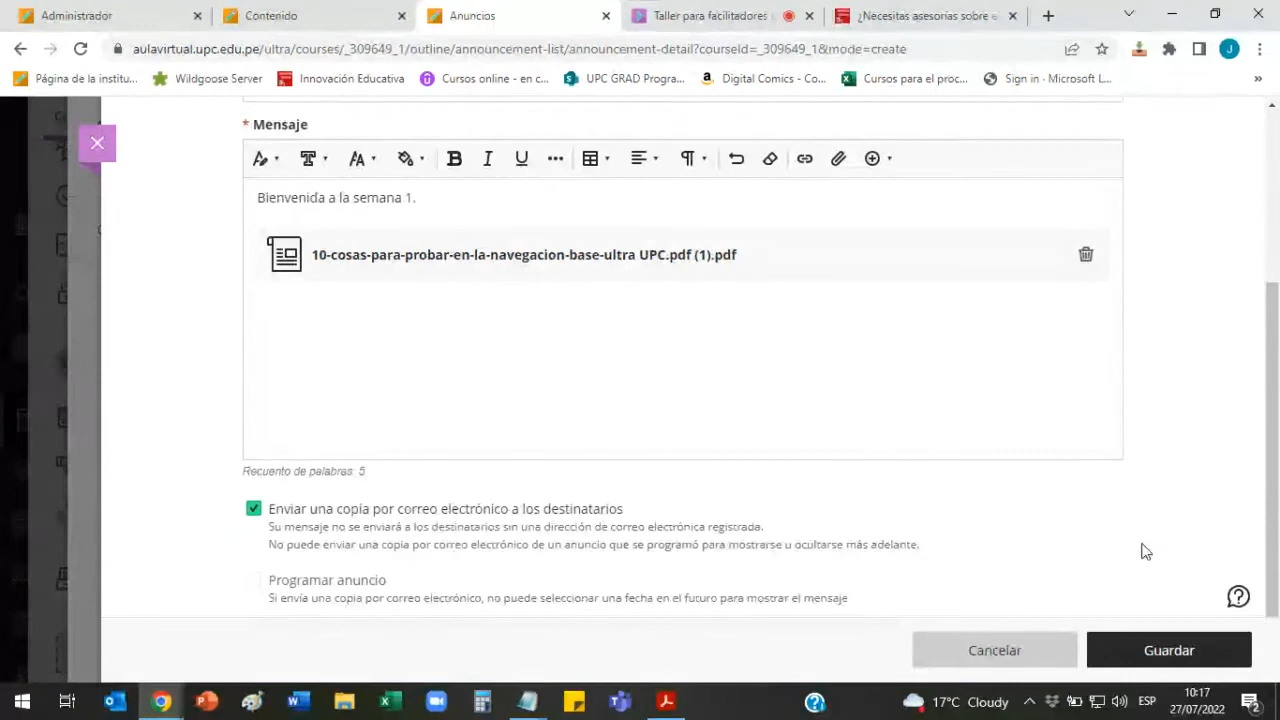 Administrador
Contenido
Anuncios
Taller para facilitadores u
¿Necesitas asesorías sobre e
aulavirtual.upc.edu.pe/ultra/courses/_309649_1/outline/announcement-list/announcement-detail?courseId=_309649_1&mode=create
J
Página de la institu...
Wildgoose Server
Innovación Educativa
Cursos online - en c...
UPC GRAD Progra...
Digital Comics - Co...
Cursos para el proc...
Sign in - Microsoft L...
»
* Mensaje
Bienvenida a la semana 1.
10-cosas-para-probar-en-la-navegacion-base-ultra UPC.pdf (1).pdf
Recuento de palabras: 5
Enviar una copia por correo electrónico a los destinatarios
Su mensaje no se enviará a los destinatarios sin una dirección de correo electrónica registrada.
No puede enviar una copia por correo electrónico de un anuncio que se programó para mostrarse u ocultarse más adelante.
Programar anuncio
Si envía una copia por correo electrónico, no puede seleccionar una fecha en el futuro para mostrar el mensaje
Cancelar
Guardar
17°C Cloudy
ESP
10:17
27/07/2022
2